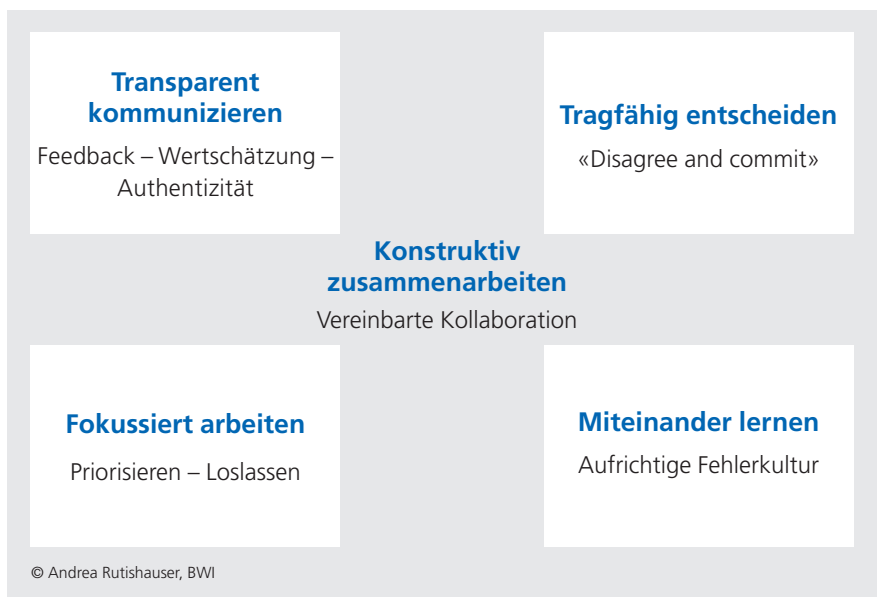 Transparent
kommunizieren
Feedback – Wertschätzung –
Authentizität
Tragfähig entscheiden
«Disagree and commit»
Konstruktiv
zusammenarbeiten
Vereinbarte Kollaboration
Fokussiert arbeiten
Priorisieren – Loslassen
Miteinander lernen
Aufrichtige Fehlerkultur
© Andrea Rutishauser, BWI